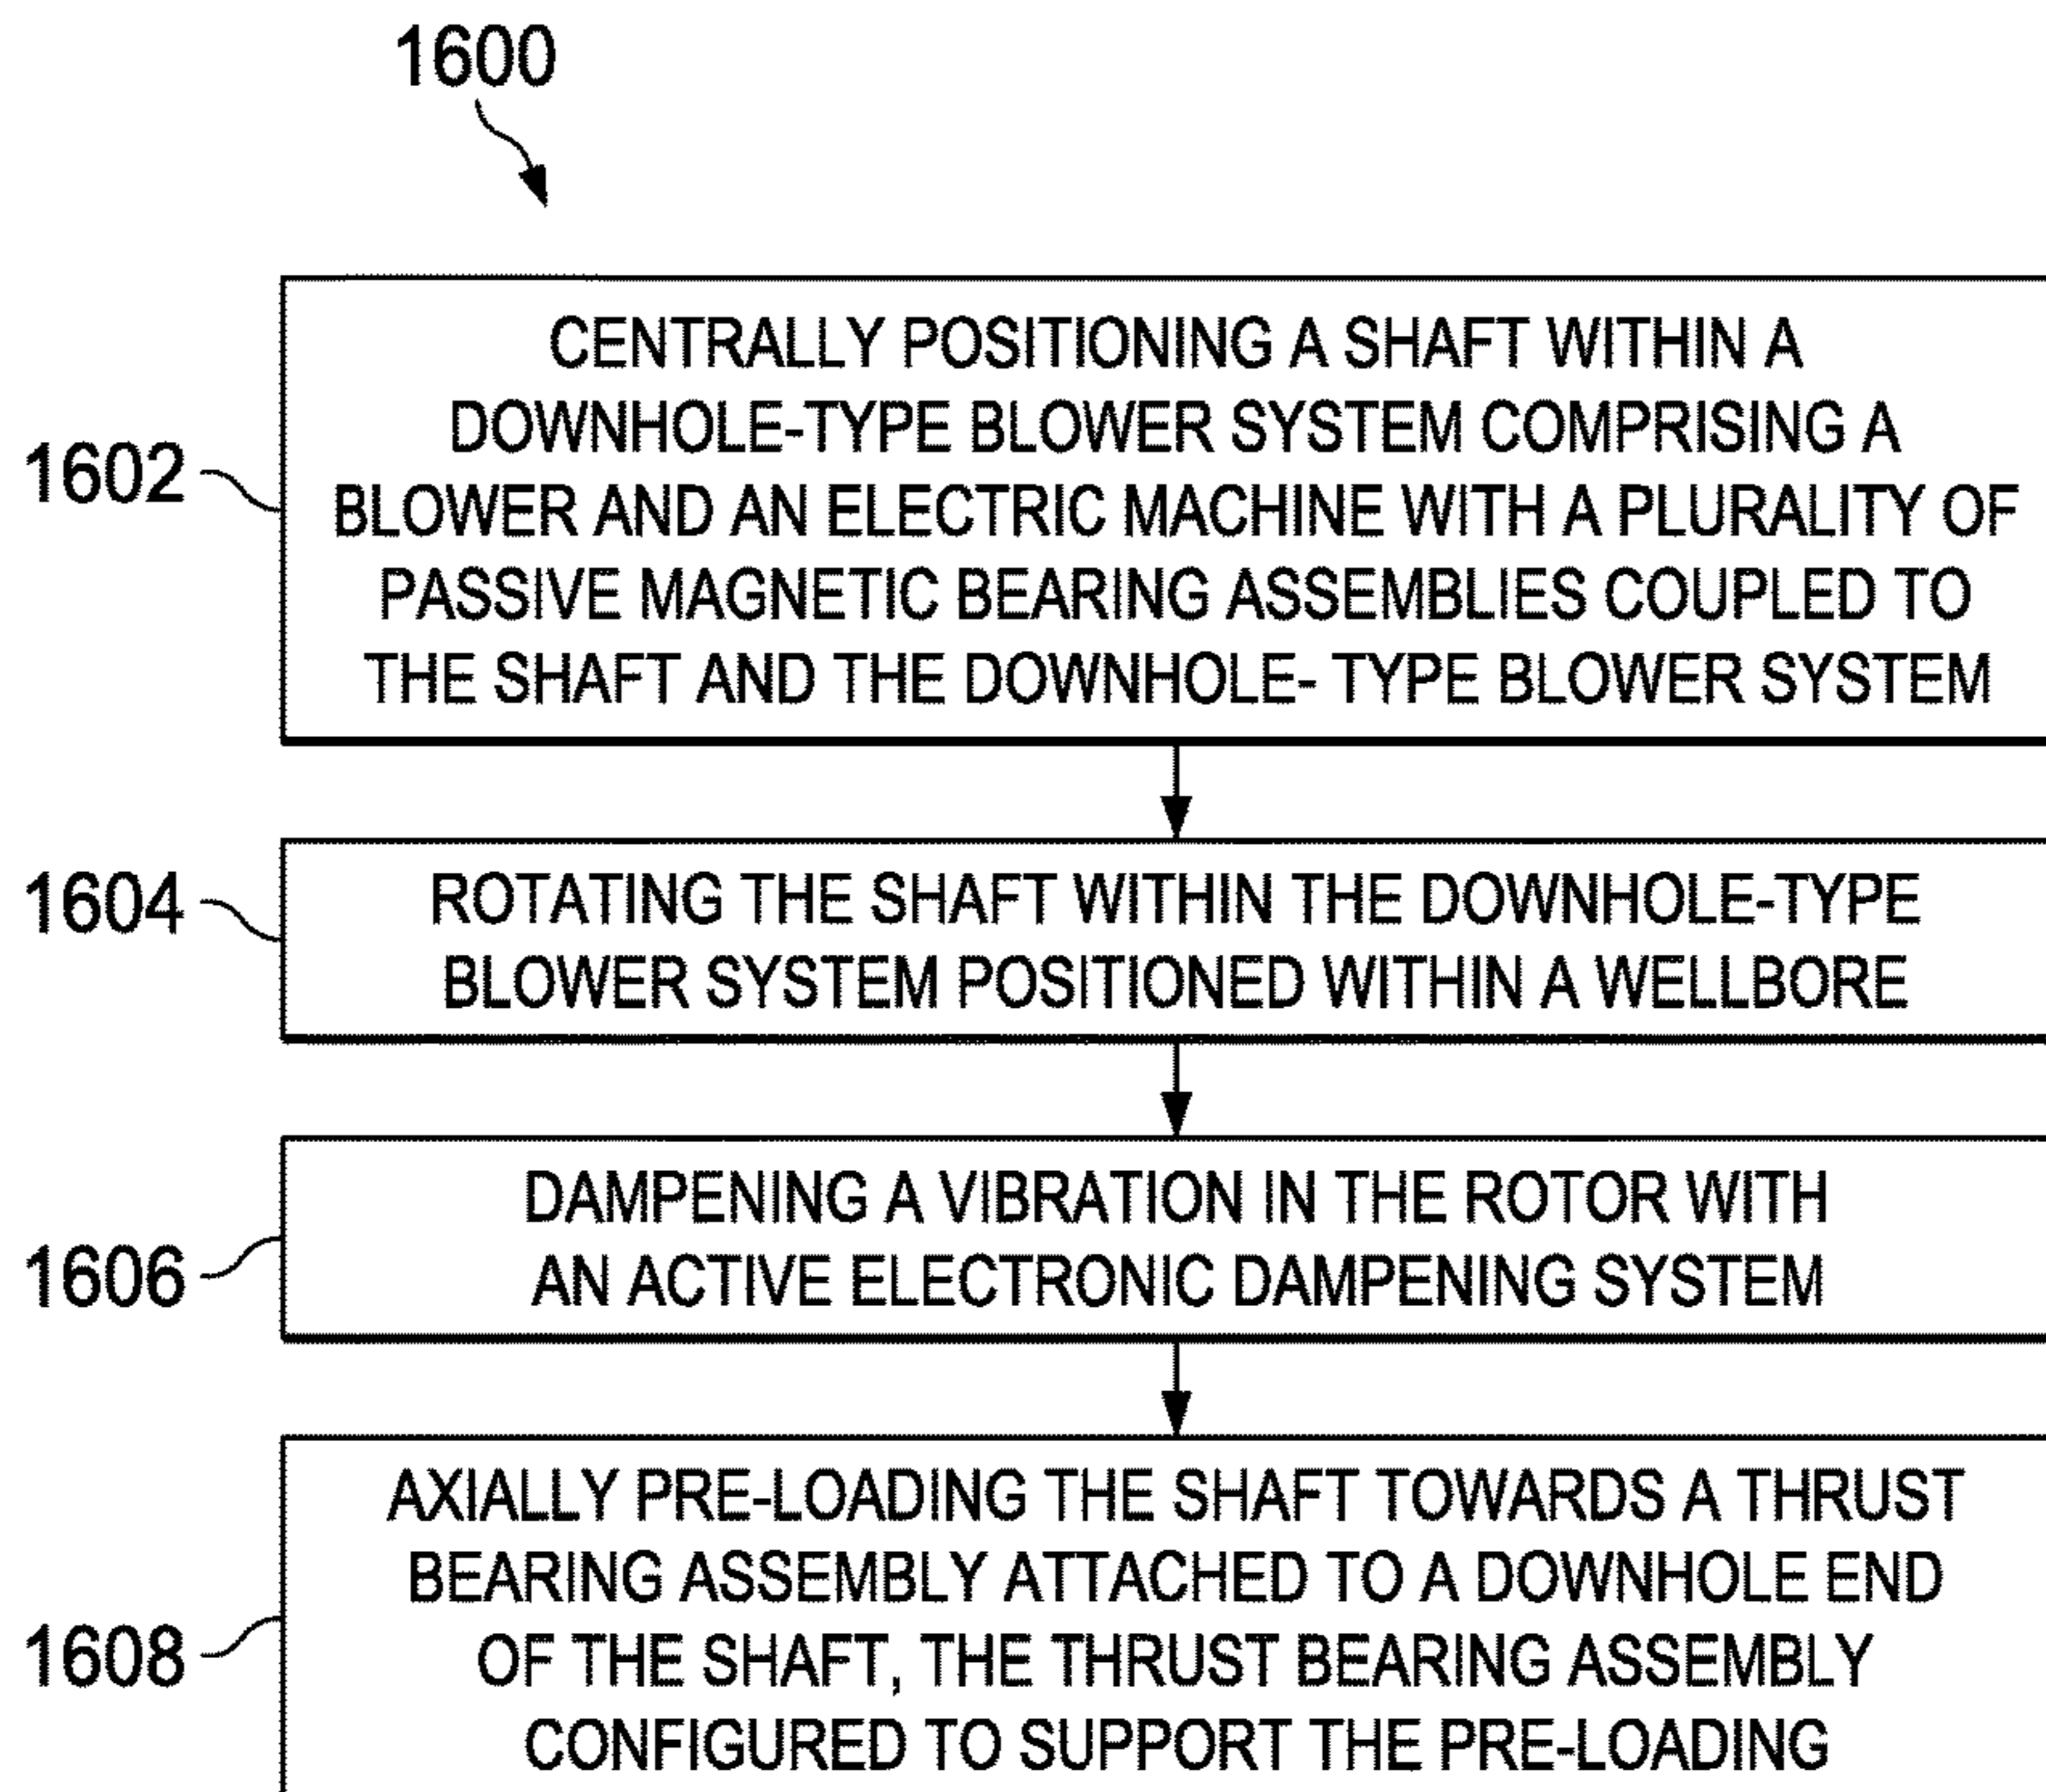 1600
1602
CENTRALLY POSITIONING A SHAFT WITHIN A
DOWNHOLE-TYPE BLOWER SYSTEM COMPRISING A
BLOWER AND AN ELECTRIC MACHINE WITH A PLURALITY OF
PASSIVE MAGNETIC BEARING ASSEMBLIES COUPLED TO
THE SHAFT AND THE DOWNHOLE- TYPE BLOWER SYSTEM
1604
ROTATING THE SHAFT WITHIN THE DOWNHOLE-TYPE
BLOWER SYSTEM POSITIONED WITHIN A WELLBORE
1606
DAMPENING A VIBRATION IN THE ROTOR WITH
AN ACTIVE ELECTRONIC DAMPENING SYSTEM
1608
AXIALLY PRE-LOADING THE SHAFT TOWARDS A THRUST
BEARING ASSEMBLY ATTACHED TO A DOWNHOLE END
OF THE SHAFT, THE THRUST BEARING ASSEMBLY
CONFIGURED TO SUPPORT THE PRE-LOADING